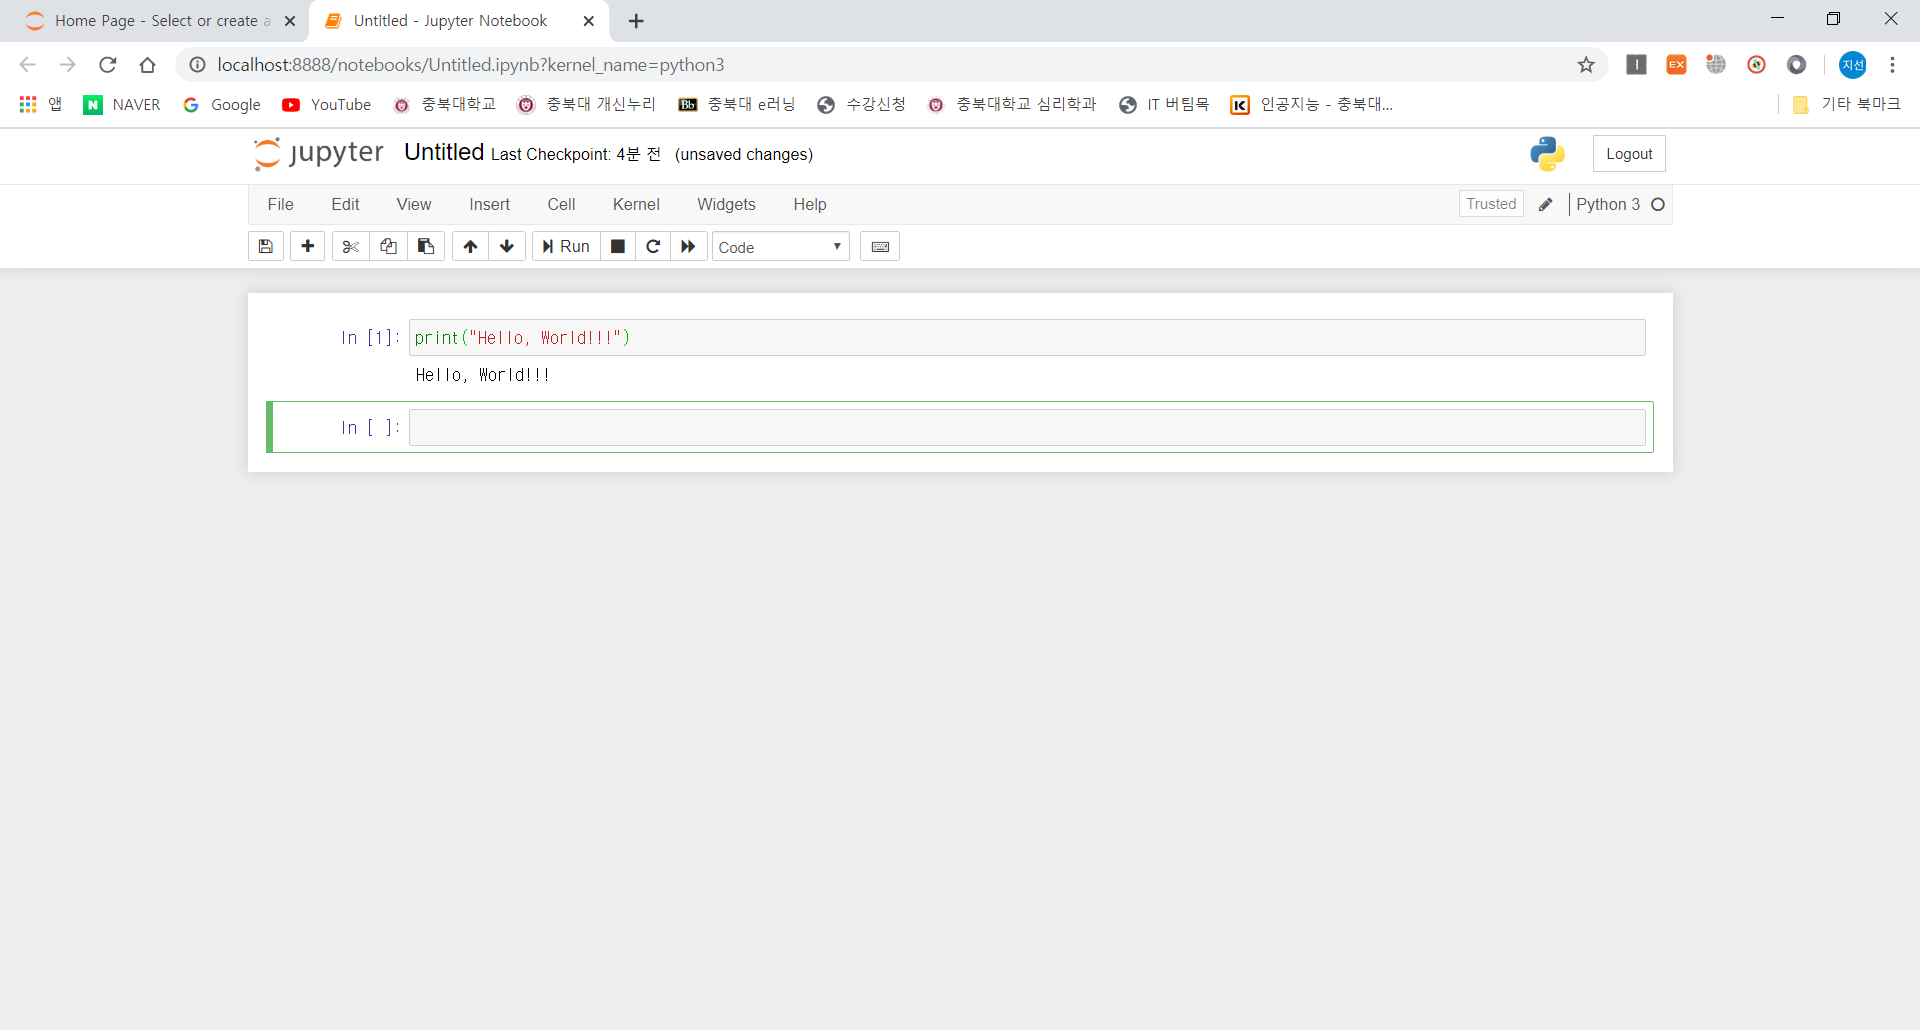 Home Page - Select or create a
Untitled - Jupyter Notebook
localhost:8888/notebooks/Untitled.ipynb?kernel_name=python3
EX
지선
앱
N NAVER
Google
YouTube
충북대학교
충북대 개신누리
Bb 충북대 e러닝
수강신청
충북대학교 심리학과
IT 버팀목
K 인공지능 - 충북대...
기타 북마크
jupyter Untitled Last Checkpoint: 4분 전 (unsaved changes)
Logout
File Edit View Insert Cell Kernel Widgets Help
Trusted Python 3
Run Code
In [1]: print("Hello, World!!!")
Hello, World!!!
In [ ]: